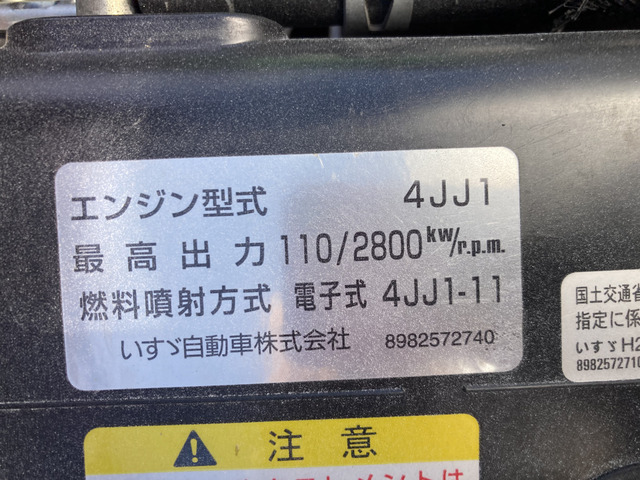 エンジン型式 4JJ1
最高出力 110/2800 kw/r.p.m.
燃料噴射方式 電子式 4JJ1-11
いすゞ自動車株式会社 8982572740
国土交通省
指定に係
いすゞH2
8982572710
注意